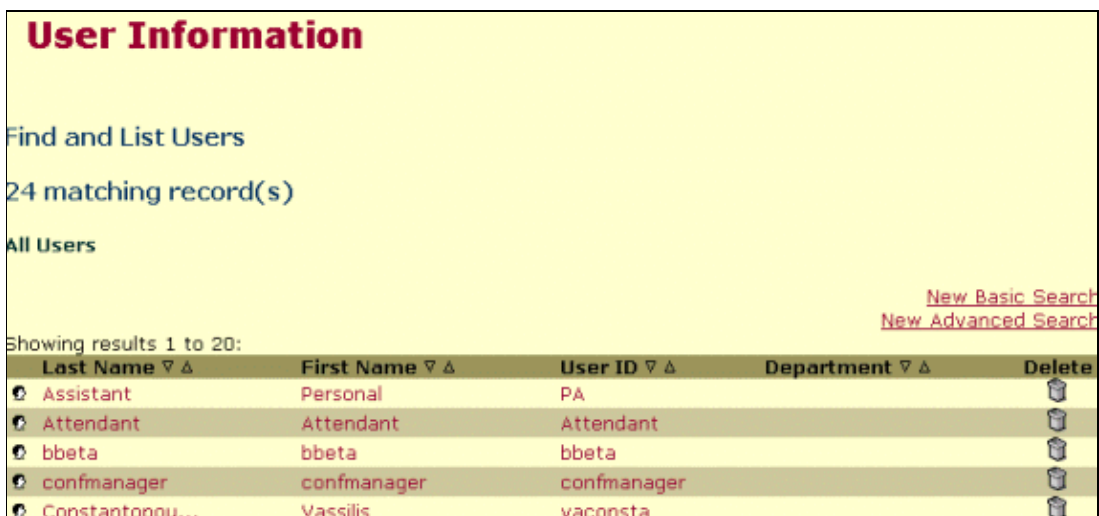 User Information
Find and List Users
24 matching record(s)
All Users
New Basic Search
New Advanced Search
Showing results 1 to 20:
Last Name ▽ △ First Name ▽ △ User ID ▽ △ Department ▽ △ Delete
Assistant Personal PA
Attendant Attendant Attendant
bbeta bbeta bbeta
confmanager confmanager confmanager
Constantopou... Vassilis vaconsta